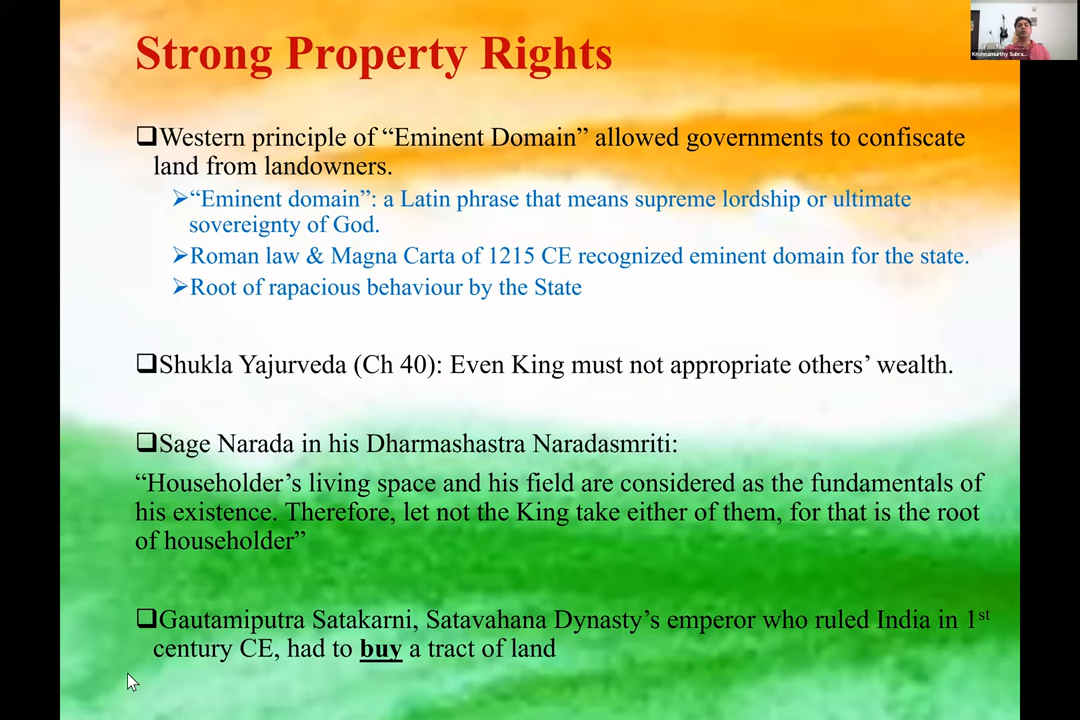 Strong Property Rights
Krishnamurthy Subra...
❑Western principle of “Eminent Domain” allowed governments to confiscate
land from landowners.
➢“Eminent domain”: a Latin phrase that means supreme lordship or ultimate
sovereignty of God.
➢Roman law & Magna Carta of 1215 CE recognized eminent domain for the state.
➢Root of rapacious behaviour by the State
❑Shukla Yajurveda (Ch 40): Even King must not appropriate others’ wealth.
❑Sage Narada in his Dharmashastra Naradasmriti:
“Householder’s living space and his field are considered as the fundamentals of
his existence. Therefore, let not the King take either of them, for that is the root
of householder”
❑Gautamiputra Satakarni, Satavahana Dynasty’s emperor who ruled India in 1st
century CE, had to buy a tract of land